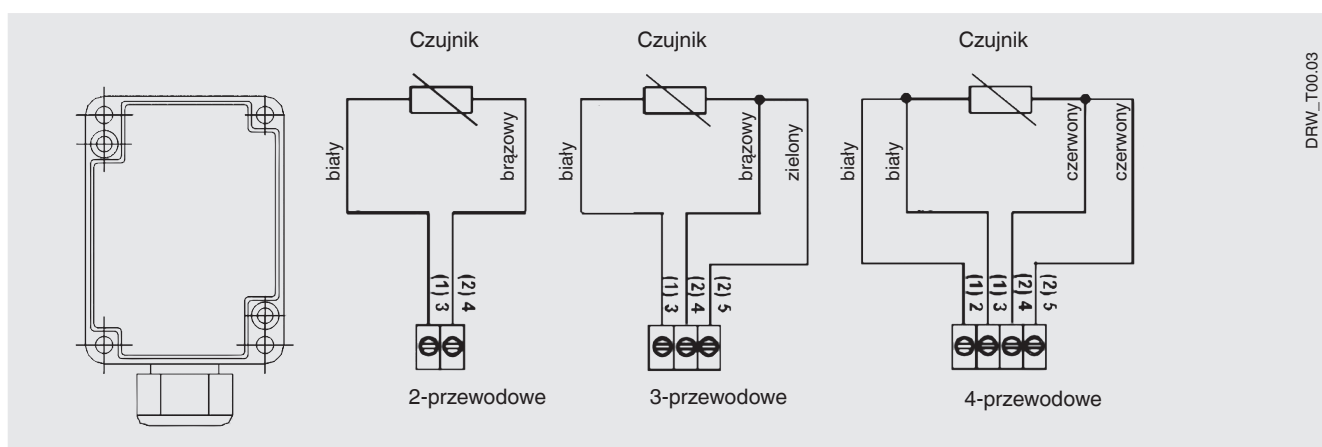 Czujnik
Czujnik
Czujnik
DRW_T00.03
biały
brązowy
biały
brązowy
zielony
biały
biały
czerwony
czerwony
(1) 3
(2) 4
(1) 3
(2) 4
(2) 5
(1) 2
(1) 3
(2) 4
(2) 5
2-przewodowe
3-przewodowe
4-przewodowe